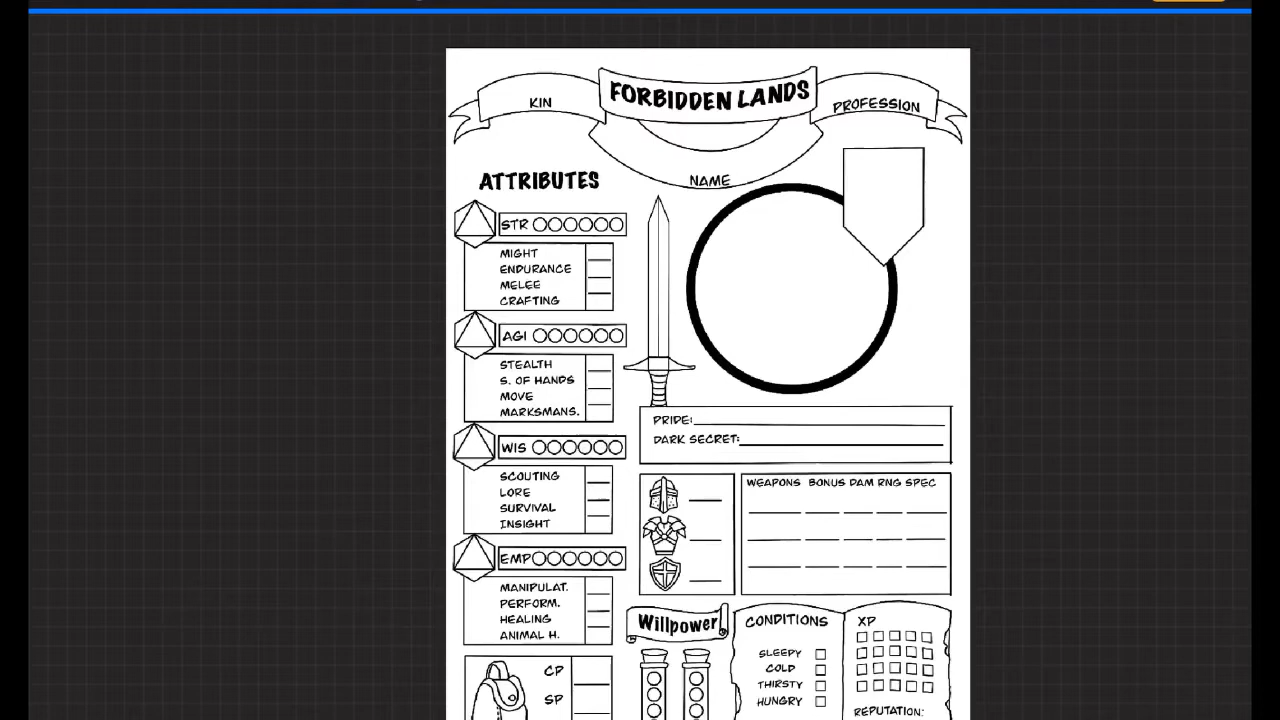 FORBIDDEN LANDS
KIN
PROFESSION
NAME
ATTRIBUTES
STR
MIGHT
ENDURANCE
MELEE
CRAFTING
AGI
STEALTH
S. OF HANDS
MOVE
MARKSMANS.
WIS
SCOUTING
LORE
SURVIVAL
INSIGHT
EMP
MANIPULAT.
PERFORM.
HEALING
ANIMAL H.
CP
SP
PRIDE:
DARK SECRET:
WEAPONS BONUS DAM RNG SPEC
Willpower
CONDITIONS
SLEEPY
COLD
THIRSTY
HUNGRY
XP
REPUTATION: